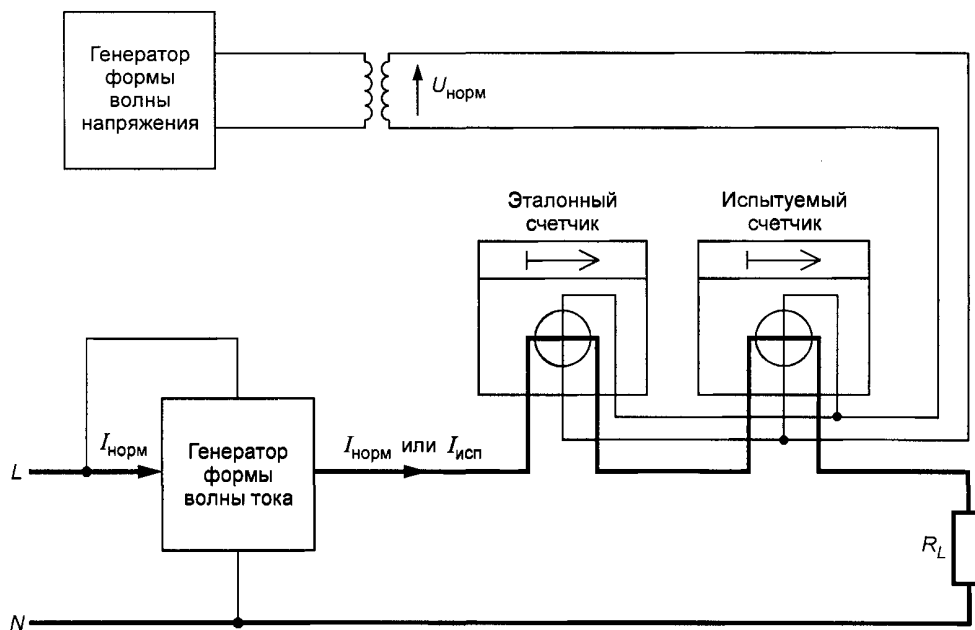 Генератор
формы
волны
напряжения
Uнорм
Эталонный
счетчик
Испытуемый
счетчик
L
Iнорм
Генератор
формы
волны тока
Iнорм или Iисп
RL
N